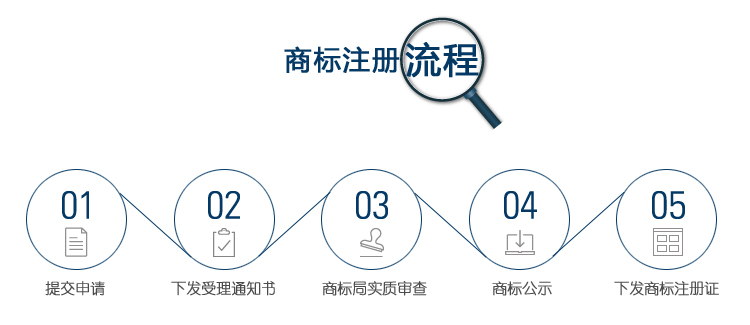 商标注册流程
01
02
03
04
05
提交申请
下发受理通知书
商标局实质审查
商标公示
下发商标注册证